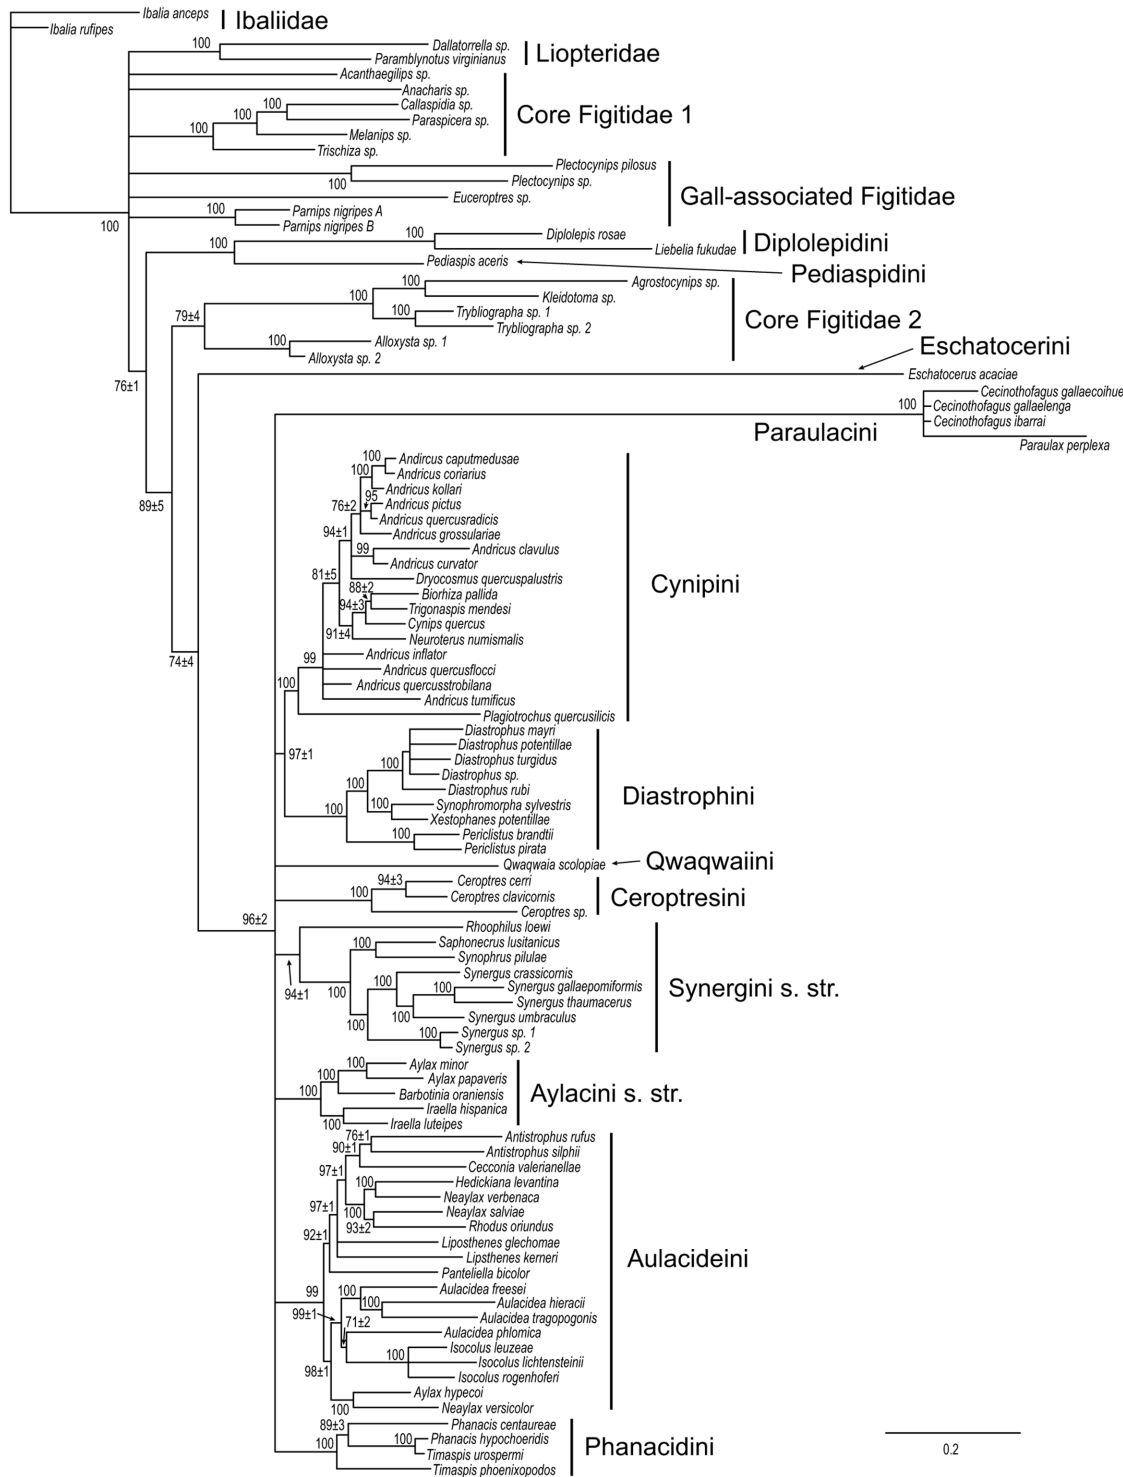 Ibalia anceps
Ibaliidae
Ibalia rufipes
100
Dallatorrella sp.
Paramblynotus virginianus
Liopteridae
Acanthaegilips sp.
Anacharis sp.
100
Callaspidia sp.
100
Paraspicera sp.
100
Melanips sp.
Trischiza sp.
Core Figitidae 1
Plectocynips pilosus
100
Plectocynips sp.
Euceroptres sp.
Gall-associated Figitidae
100
Parnips nigripes A
Parnips nigripes B
100
100
100
Diplolepis rosae
Liebelia fukudae
Diplolepidini
Pediaspis aceris
Pediaspidini
100
Agrostocynips sp.
100
Kleidotoma sp.
100
Trybliographa sp. 1
Trybliographa sp. 2
79±4
100
Alloxysta sp. 1
Alloxysta sp. 2
Core Figitidae 2
Eschatocerini
Eschatocerus acaciae
76±1
Cecinothofagus gallaecoihue
100
Cecinothofagus gallaelenga
Cecinothofagus ibarrai
Paraulax perplexa
Paraulacini
100
Andircus caputmedusae
100
Andricus coriarius
Andricus kollari
95
Andricus pictus
76±2
Andricus quercusradicis
Andricus grossulariae
94±1
99
Andricus clavulus
Andricus curvator
81±5
Dryocosmus quercuspalustris
88±2
Biorhiza pallida
94±3
Trigonaspis mendesi
Cynips quercus
91±4
Neuroterus numismalis
99
Andricus inflator
Andricus quercusflocci
100
Andricus quercusstrobilana
Andricus tumificus
Plagiotrochus quercusilicis
Cynipini
89±5
74±4
97±1
Diastrophus mayri
Diastrophus potentillae
100
Diastrophus turgidus
Diastrophus sp.
100
Diastrophus rubi
100
Synophromorpha sylvestris
100
Xestophanes potentillae
100
Periclistus brandtii
Periclistus pirata
Diastrophini
Qwaqwaia scolopiae
Qwaqwaiini
94±3
Ceroptres cerri
100
Ceroptres clavicornis
Ceroptres sp.
Ceroptresini
96±2
Rhoophilus loewi
100
Saphonecrus lusitanicus
Synophrus pilulae
94±1
100
100
Synergus crassicornis
100
Synergus gallaepomiformis
Synergus thaumacerus
100
Synergus umbraculus
100
100
Synergus sp. 1
Synergus sp. 2
Synergini s. str.
100
Aylax minor
100
Aylax papaveris
100
Barbotinia oraniensis
Iraella hispanica
100
Iraella luteipes
Aylacini s. str.
76±1
Antistrophus rufus
90±1
Antistrophus silphii
97±1
Cecconia valerianellae
100
Hedickiana levantina
Neaylax verbenaca
100
Neaylax salviae
97±1
93±2
Rhodus oriundus
92±1
Liposthenes glechomae
Lipsthenes kerneri
Panteliella bicolor
99
100
Aulacidea freesei
100
Aulacidea hieracii
99±1
Aulacidea tragopogonis
71±2
Aulacidea phlomica
Isocolus leuzeae
100
Isocolus lichtensteinii
98±1
Isocolus rogenhoferi
Aylax hypecoi
100
Neaylax versicolor
Aulacideini
89±3
Phanacis centaureae
100
100
Phanacis hypochoeridis
Timaspis urospermi
Timaspis phoenixopodos
Phanacidini
0.2